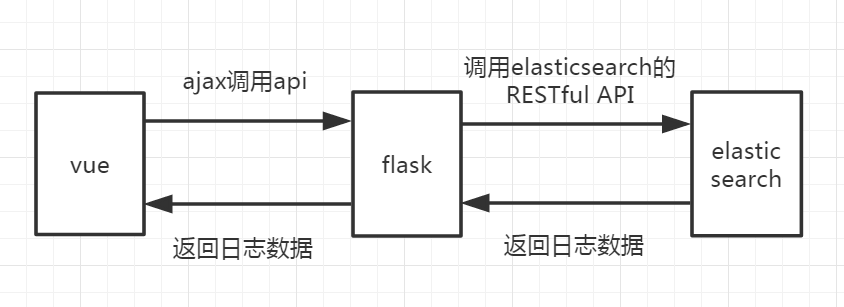 ajax调用api
调用elasticsearch的
RESTful API
vue
flask
elastic
search
返回日志数据
返回日志数据